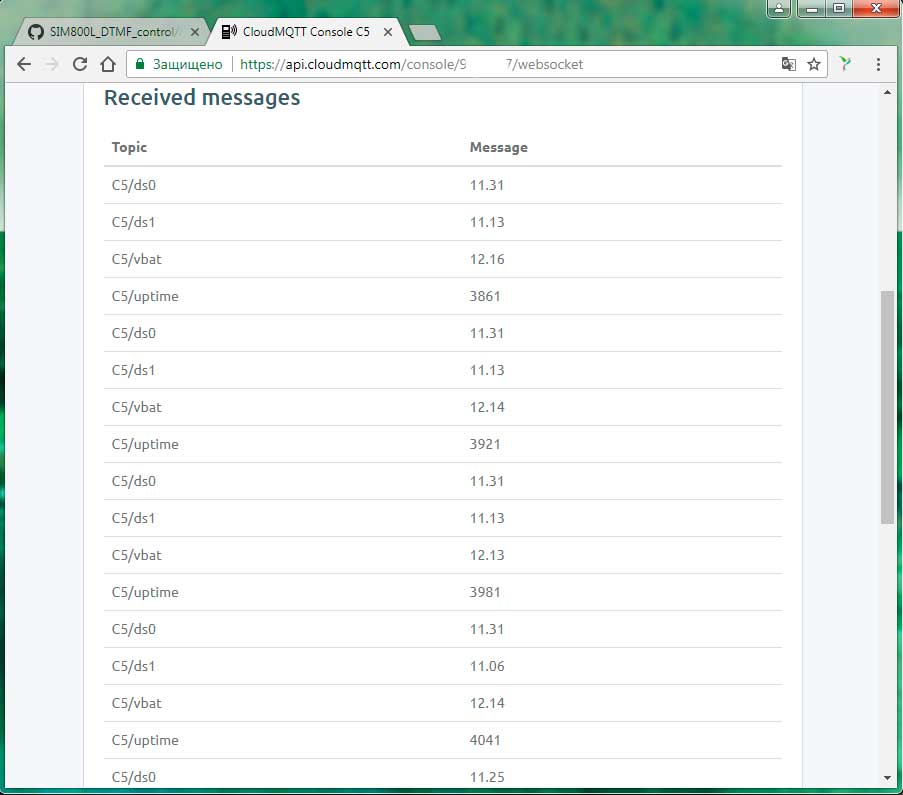 SIM800L_DTMF_control/
CloudMQTT Console C5
Защищено https://api.cloudmqtt.com/console/9 7/websocket
Received messages
Topic Message
C5/ds0 11.31
C5/ds1 11.13
C5/vbat 12.16
C5/uptime 3861
C5/ds0 11.31
C5/ds1 11.13
C5/vbat 12.14
C5/uptime 3921
C5/ds0 11.31
C5/ds1 11.13
C5/vbat 12.13
C5/uptime 3981
C5/ds0 11.31
C5/ds1 11.06
C5/vbat 12.14
C5/uptime 4041
C5/ds0 11.25